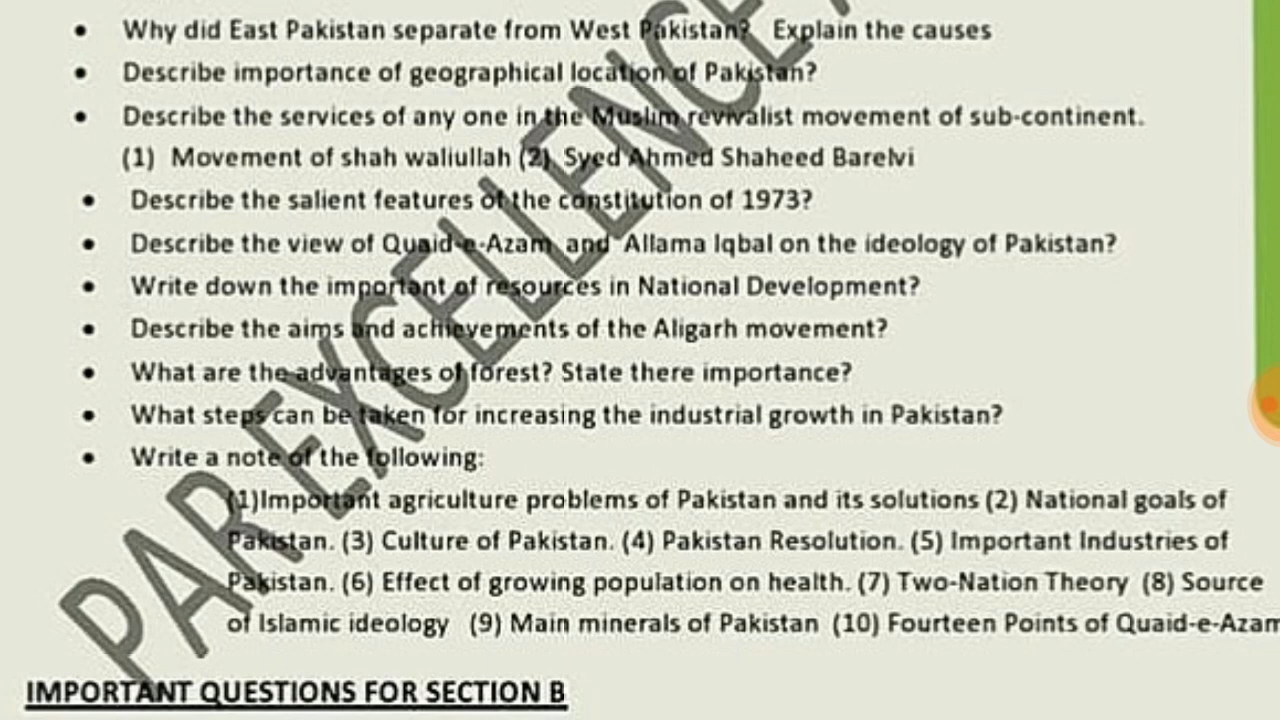 • Why did East Pakistan separate from West Pakistan? Explain the causes
• Describe importance of geographical location of Pakistan?
• Describe the services of any one in the Muslim revivalist movement of sub-continent.
(1) Movement of shah waliullah (2) Syed Ahmed Shaheed Barelvi
• Describe the salient features of the constitution of 1973?
• Describe the view of Quaid-e-Azam and Allama Iqbal on the ideology of Pakistan?
• Write down the important of resources in National Development?
• Describe the aims and achievements of the Aligarh movement?
• What are the advantages of forest? State there importance?
• What steps can be taken for increasing the industrial growth in Pakistan?
• Write a note of the following:
(1)Important agriculture problems of Pakistan and its solutions (2) National goals of
Pakistan. (3) Culture of Pakistan. (4) Pakistan Resolution. (5) Important Industries of
Pakistan. (6) Effect of growing population on health. (7) Two-Nation Theory (8) Source
of Islamic ideology (9) Main minerals of Pakistan (10) Fourteen Points of Quaid-e-Azam
IMPORTANT QUESTIONS FOR SECTION B
PAR EXCELLENCE